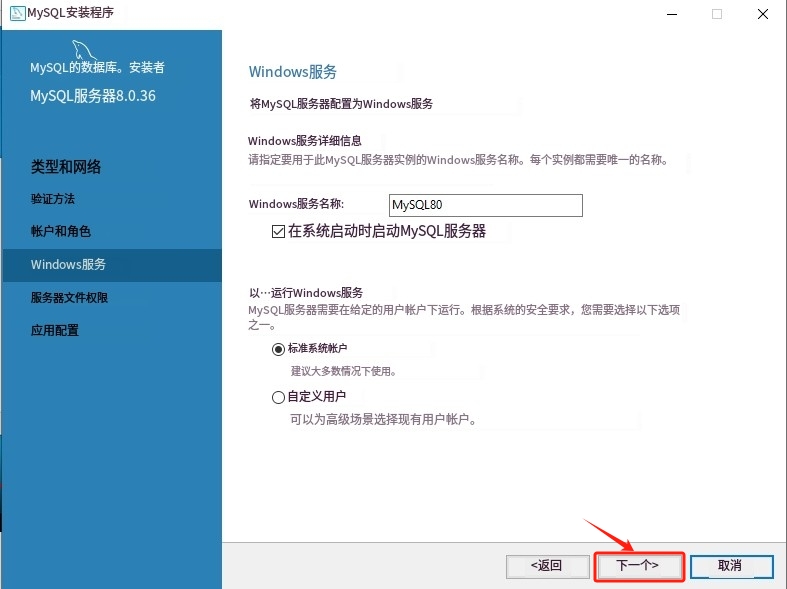 MySQL安装程序
MySQL的数据库。安装者
MySQL服务器8.0.36
类型和网络
验证方法
帐户和角色
Windows服务
服务器文件权限
应用配置
Windows服务
将MySQL服务器配置为Windows服务
Windows服务详细信息
请指定要用于此MySQL服务器实例的Windows服务名称。每个实例都需要唯一的名称。
Windows服务名称:
MySQL80
在系统启动时启动MySQL服务器
以…运行Windows服务
MySQL服务器需要在给定的用户帐户下运行。根据系统的安全要求，您需要选择以下选项
之一。
标准系统帐户
建议大多数情况下使用。
自定义用户
可以为高级场景选择现有用户帐户。
<返回
下一个>
取消